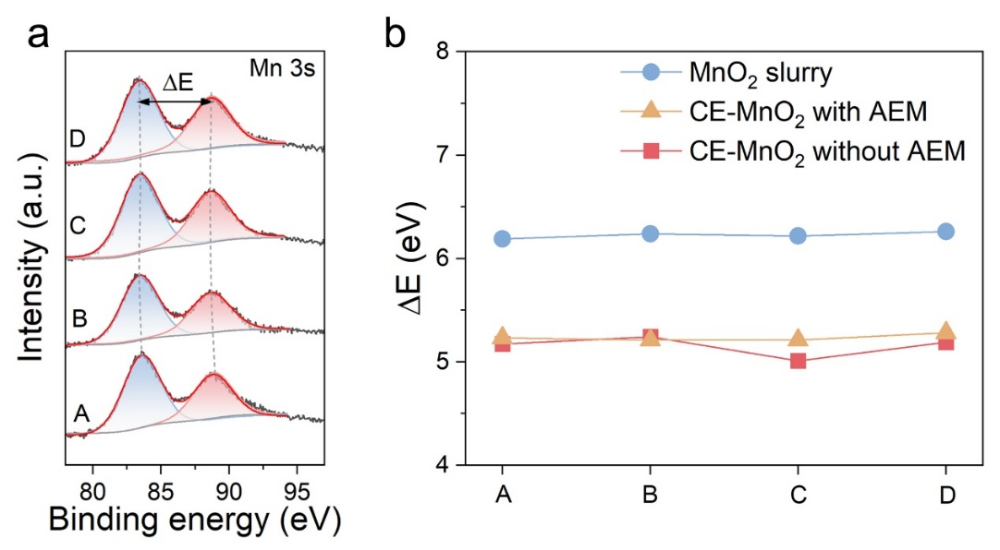 a
Mn 3s
ΔE
D
C
B
A
Intensity (a.u.)
80 85 90 95
Binding energy (eV)
b
MnO₂ slurry
CE-MnO₂ with AEM
CE-MnO₂ without AEM
8
7
6
5
4
ΔE (eV)
A B C D